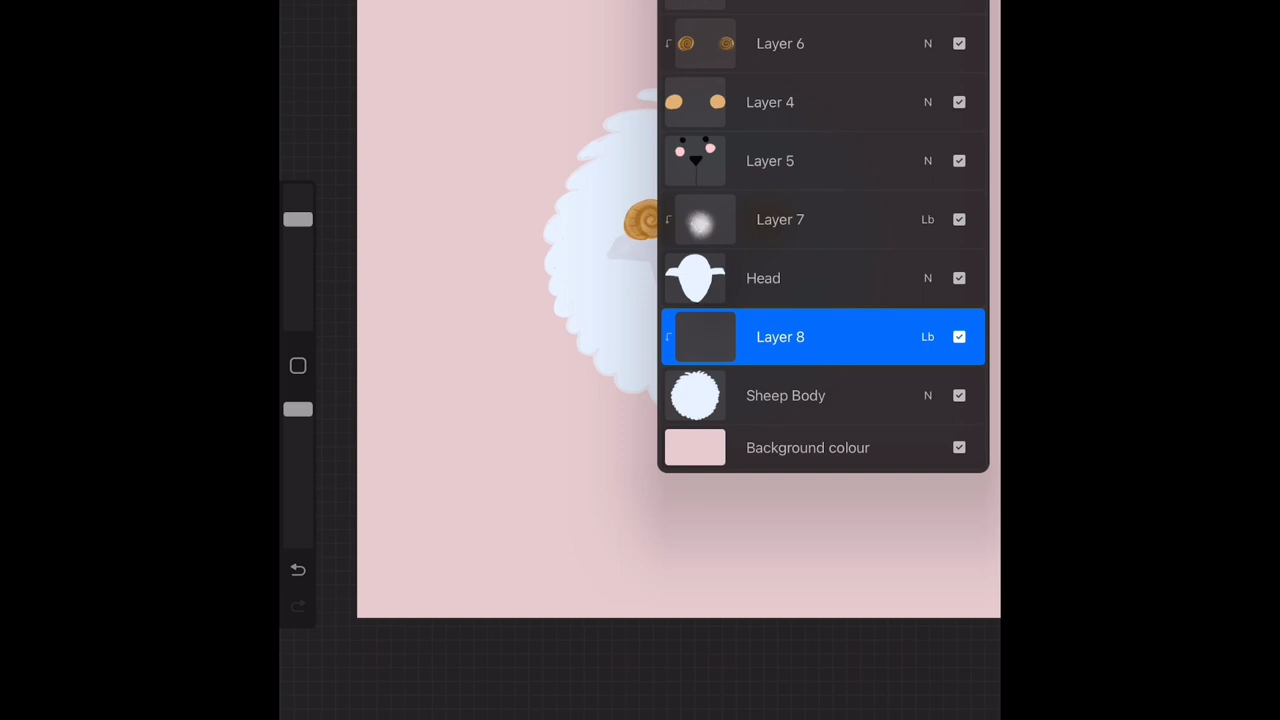 Layer 6 N
Layer 4 N
Layer 5 N
Layer 7 Lb
Head N
Layer 8 Lb
Sheep Body N
Background colour